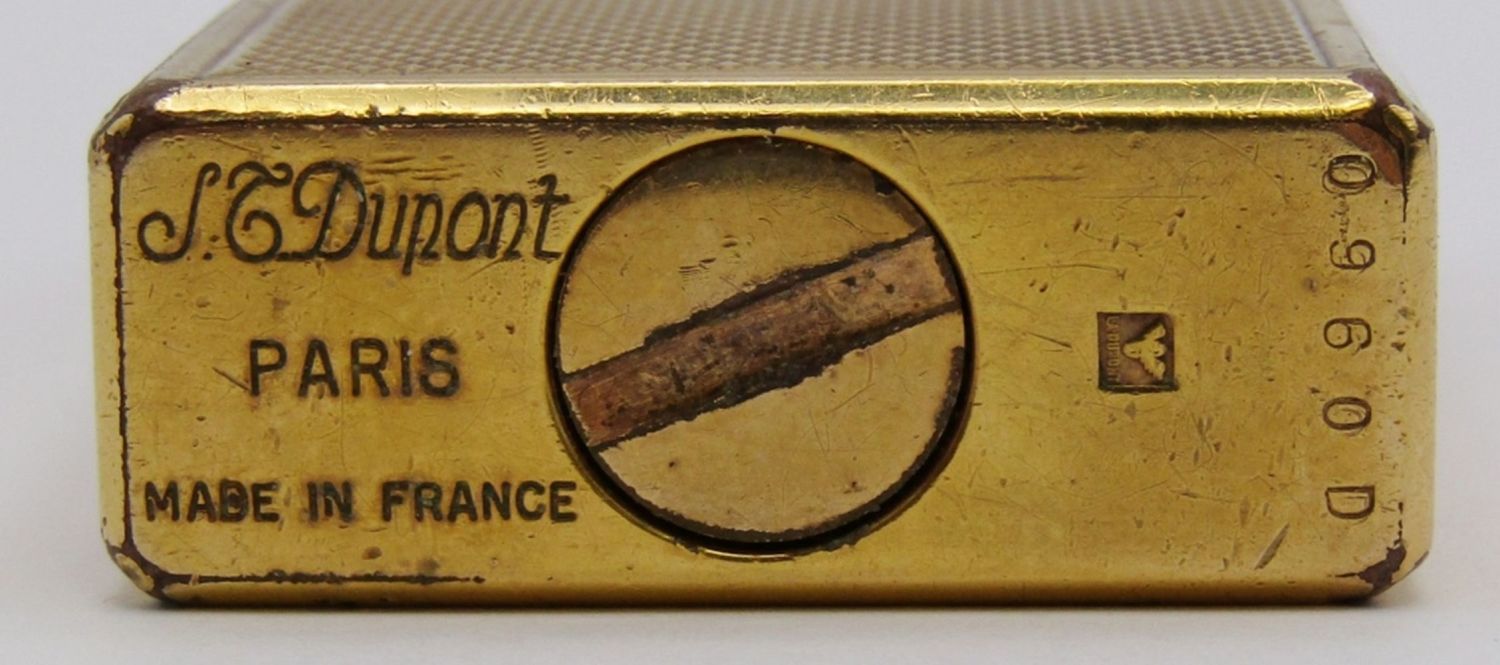 S.T. Dupont
PARIS
MADE IN FRANCE
0960D